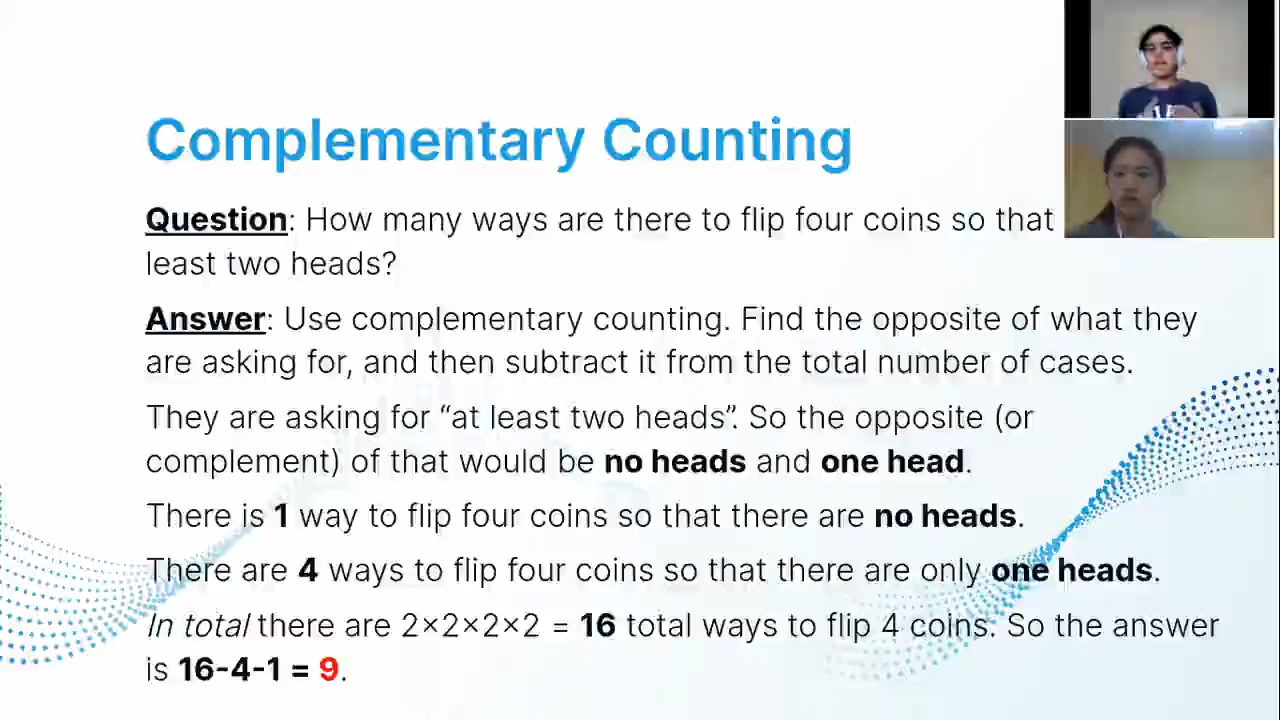 Complementary Counting
Question: How many ways are there to flip four coins so that
least two heads?
Answer: Use complementary counting. Find the opposite of what they
are asking for, and then subtract it from the total number of cases.
They are asking for “at least two heads”. So the opposite (or
complement) of that would be no heads and one head.
There is 1 way to flip four coins so that there are no heads.
There are 4 ways to flip four coins so that there are only one heads.
In total there are 2×2×2×2 = 16 total ways to flip 4 coins. So the answer
is 16-4-1 = 9.